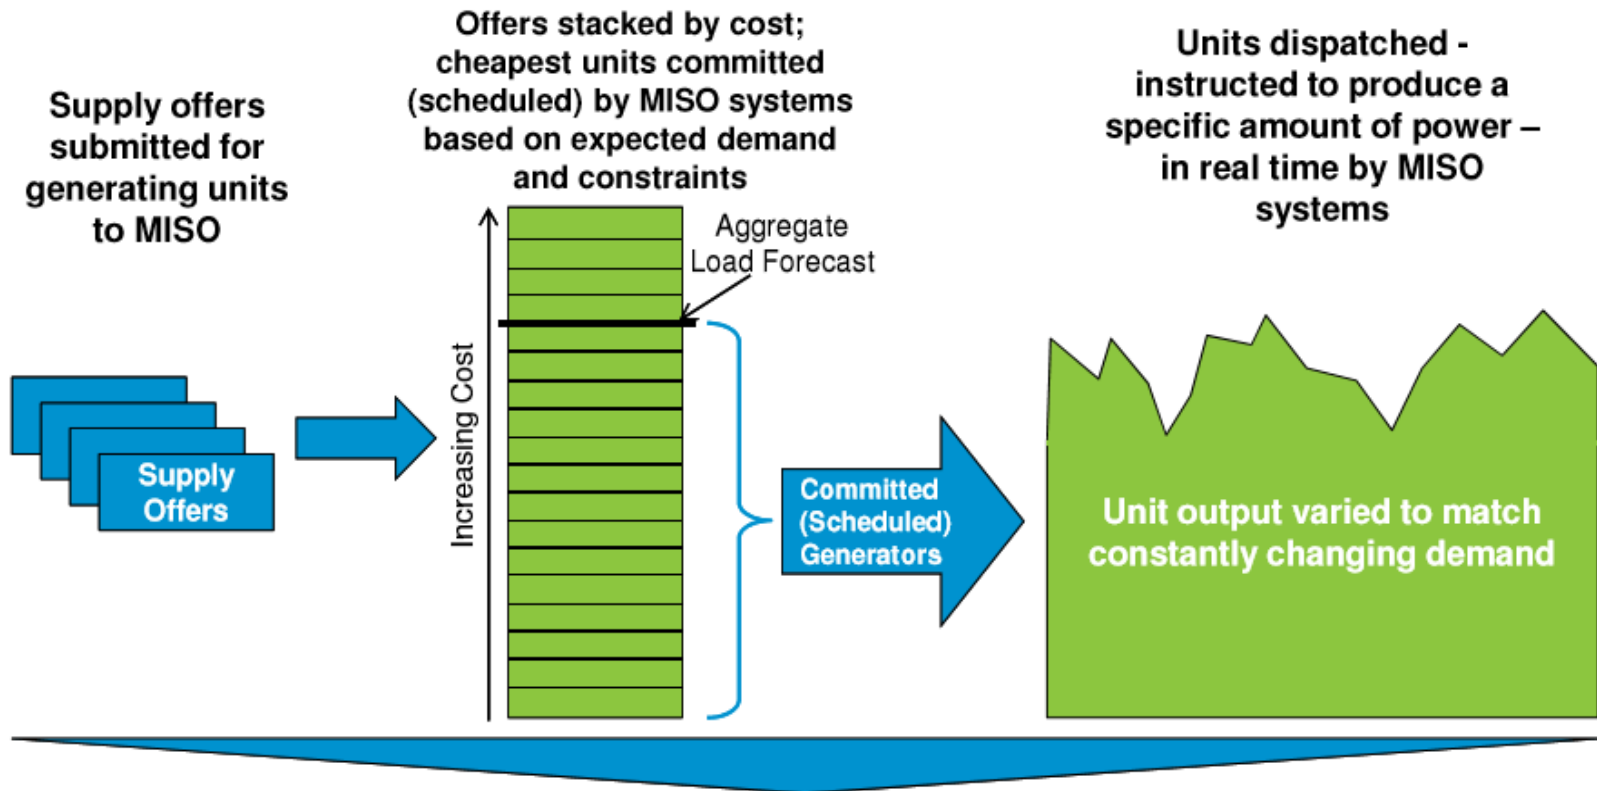 Supply offers
submitted for
generating units
to MISO
Offers stacked by cost;
cheapest units committed
(scheduled) by MISO systems
based on expected demand
and constraints
Units dispatched -
instructed to produce a
specific amount of power –
in real time by MISO
systems
Supply
Offers
Increasing Cost
Aggregate
Load Forecast
Committed
(Scheduled)
Generators
Unit output varied to match
constantly changing demand